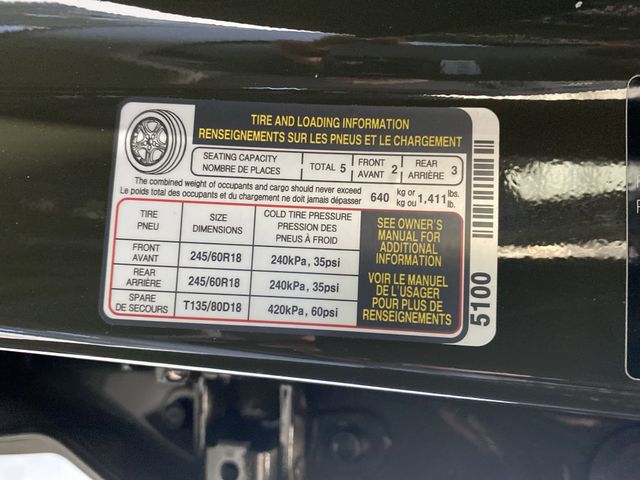 TIRE AND LOADING INFORMATION
RENSEIGNEMENTS SUR LES PNEUS ET LE CHARGEMENT
SEATING CAPACITY
NOMBRE DE PLACES
TOTAL 5
FRONT
AVANT 2
REAR
ARRIÈRE 3
The combined weight of occupants and cargo should never exceed
Le poids total des occupants et du chargement ne doit jamais dépasser
640 kg or kg ou 1,411 lbs. lb.
TIRE
PNEU
SIZE
DIMENSIONS
COLD TIRE PRESSURE
PRESSION DES
PNEUS À FROID
FRONT
AVANT
245/60R18
240kPa, 35psi
REAR
ARRIÈRE
245/60R18
240kPa, 35psi
SPARE
DE SECOURS
T135/80D18
420kPa, 60psi
SEE OWNER'S
MANUAL FOR
ADDITIONAL
INFORMATION
VOIR LE MANUEL
DE L'USAGER
POUR PLUS DE
RENSEIGNEMENTS
5100